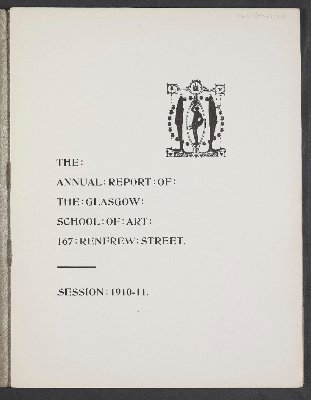 THE:
ANNUAL: REPORT: OF:
THE: GLASGOW:
SCHOOL: OF: ART:
167: RENFREW: STREET.
SESSION: 1910-11.